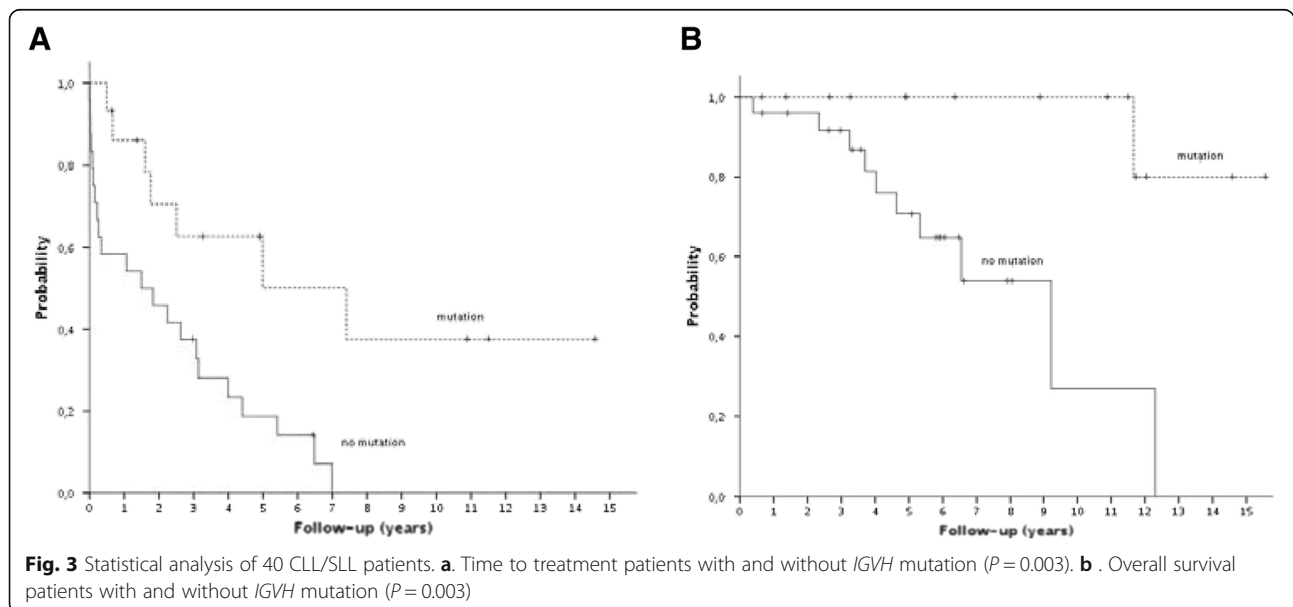 A
B
1,0
0,8
0,6
0,4
0,2
0,0
Probability
mutation
no mutation
0 1 2 3 4 5 6 7 8 9 10 11 12 13 14 15
Follow-up (years)
1,0
0,8
0,6
0,4
0,2
0,0
Probability
mutation
no mutation
0 1 2 3 4 5 6 7 8 9 10 11 12 13 14 15
Follow-up (years)
Fig. 3 Statistical analysis of 40 CLL/SLL patients. a. Time to treatment patients with and without IGVH mutation (P = 0.003). b . Overall survival
patients with and without IGVH mutation (P = 0.003)